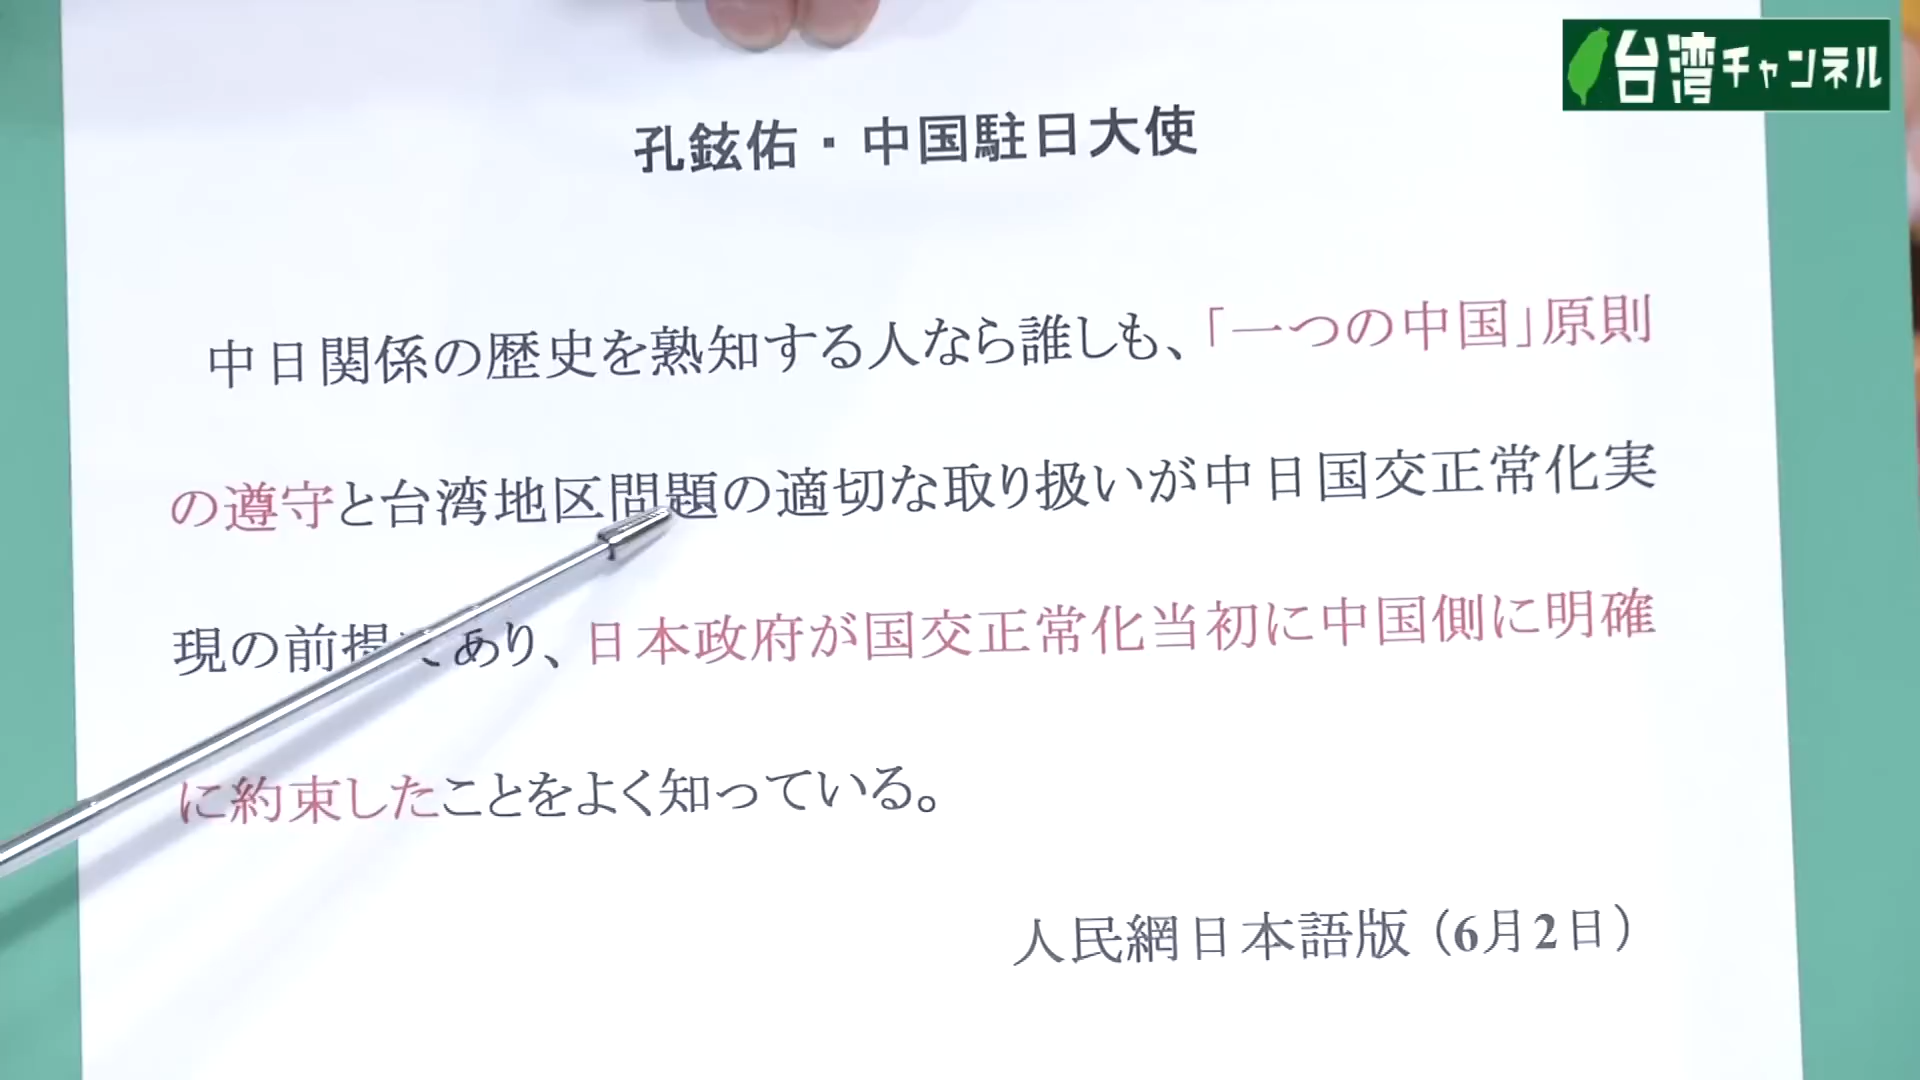 台湾チャンネル
孔鉉佑・中国駐日大使
中日関係の歴史を熟知する人なら誰しも、「一つの中国」原則
の遵守と台湾地区問題の適切な取り扱いが中日国交正常化実
現の前提であり、日本政府が国交正常化当初に中国側に明確
に約束したことをよく知っている。
人民網日本語版（6月2日）